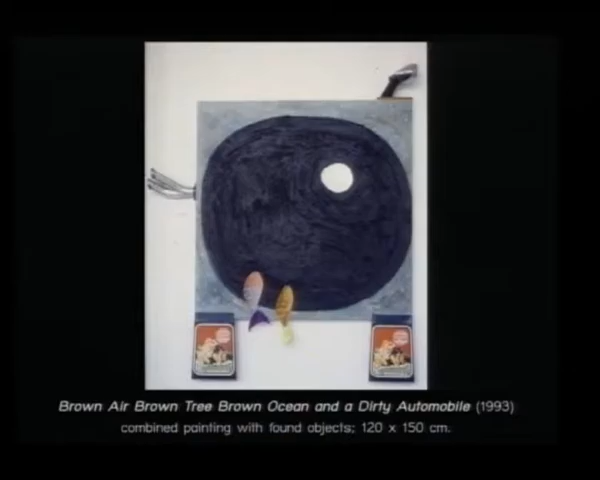 Brown Air Brown Tree Brown Ocean and a Dirty Automobile (1993)
combined painting with found objects; 120 x 150 cm.